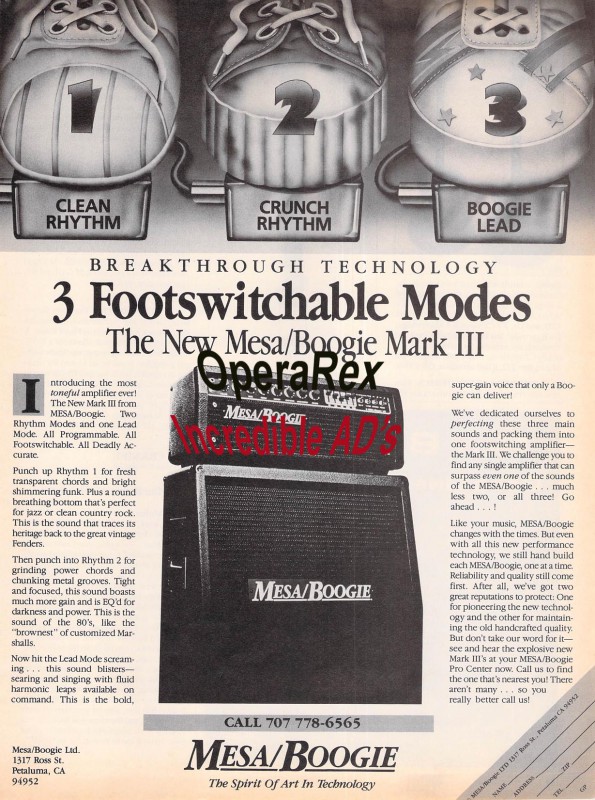 1
2
3
CLEAN
RHYTHM
CRUNCH
RHYTHM
BOOGIE
LEAD
BREAKTHROUGH TECHNOLOGY
3 Footswitchable Modes
The New Mesa/Boogie Mark III
OperaRex
Incredible AD's
Introducing the most
toneful amplifier ever!
The New Mark III from
MESA/Boogie. Two
Rhythm Modes and one Lead
Mode. All Programmable. All
Footswitchable. All Deadly Ac-
curate.
Punch up Rhythm 1 for fresh
transparent chords and bright
shimmering funk. Plus a round
breathing bottom that's perfect
for jazz or clean country rock.
This is the sound that traces its
heritage back to the great vintage
Fenders.
Then punch into Rhythm 2 for
grinding power chords and
chunking metal grooves. Tight
and focused, this sound boasts
much more gain and is EQ'd for
darkness and power. This is the
sound of the 80's, like the
"brownest" of customized Mar-
shalls.
Now hit the Lead Mode scream-
ing . . . this sound blisters—
searing and singing with fluid
harmonic leaps available on
command. This is the bold,
MESA/BOOGIE
MESA/BOOGIE
super-gain voice that only a Boo-
gie can deliver!
We've dedicated ourselves to
perfecting these three main
sounds and packing them into
one footswitching amplifier—
the Mark III. We challenge you to
find any single amplifier that can
surpass even one of the sounds
of the MESA/Boogie . . . much
less two, or all three! Go
ahead . . . !
Like your music, MESA/Boogie
changes with the times. But even
with all this new performance
technology, we still hand build
each MESA/Boogie, one at a time.
Reliability and quality still come
first. After all, we've got two
great reputations to protect: One
for pioneering the new technol-
ogy and the other for maintain-
ing the old handcrafted quality.
But don't take our word for it—
see and hear the explosive new
Mark III's at your MESA/Boogie
Pro Center now. Call us to find
the one that's nearest you! There
aren't many . . . so you
really better call us!
CALL 707 778-6565
Mesa/Boogie Ltd.
1317 Ross St.
Petaluma, CA
94952
MESA/BOOGIE
The Spirit Of Art In Technology
MESA/Boogie LTD 1317 Ross St., Petaluma CA 94952
NAME
ADDRESS
ZIP
TEL
GP